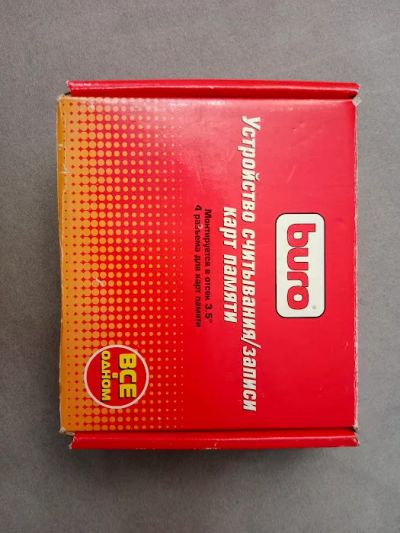 buro
®
Устройство считывания/записи
карт памяти
Монтируется в отсек 3.5"
4 разъема для карт памяти
ВСЕ
в
ОДНОМ